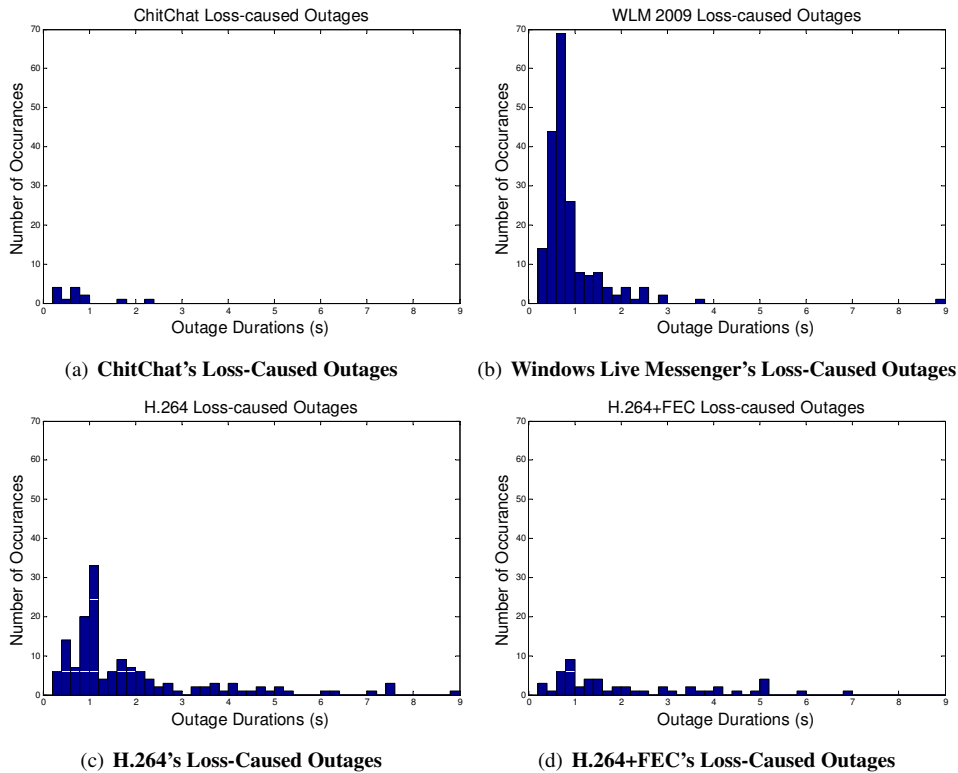 ChitChat Loss-caused Outages
70
60
50
40
30
20
10
0
Number of Occurances
0 1 2 3 4 5 6 7 8 9
Outage Durations (s)
(a) ChitChat's Loss-Caused Outages
WLM 2009 Loss-caused Outages
70
60
50
40
30
20
10
0
Number of Occurances
0 1 2 3 4 5 6 7 8 9
Outage Durations (s)
(b) Windows Live Messenger's Loss-Caused Outages
H.264 Loss-caused Outages
70
60
50
40
30
20
10
0
Number of Occurances
0 1 2 3 4 5 6 7 8 9
Outage Durations (s)
(c) H.264's Loss-Caused Outages
H.264+FEC Loss-caused Outages
70
60
50
40
30
20
10
0
Number of Occurances
0 1 2 3 4 5 6 7 8 9
Outage Durations (s)
(d) H.264+FEC's Loss-Caused Outages